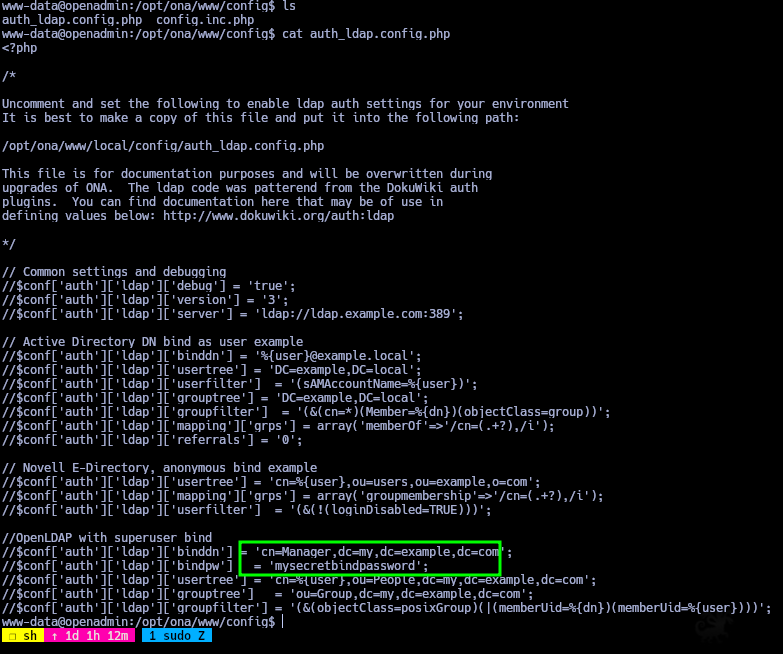 www-data@openadmin:/opt/ona/www/config$ ls
auth_ldap.config.php  config.inc.php
www-data@openadmin:/opt/ona/www/config$ cat auth_ldap.config.php
<?php
/*
Uncomment and set the following to enable ldap auth settings for your environment
It is best to make a copy of this file and put it into the following path:
/opt/ona/www/local/config/auth_ldap.config.php
This file is for documentation purposes and will be overwritten during
upgrades of ONA.  The ldap code was patterend from the DokuWiki auth
plugins.  You can find documentation here that may be of use in
defining values below: http://www.dokuwiki.org/auth:ldap
*/
// Common settings and debugging
//$conf['auth']['ldap']['debug'] = 'true';
//$conf['auth']['ldap']['version'] = '3';
//$conf['auth']['ldap']['server'] = 'ldap://ldap.example.com:389';
// Active Directory DN bind as user example
//$conf['auth']['ldap']['binddn'] = '%{user}@example.local';
//$conf['auth']['ldap']['usertree'] = 'DC=example,DC=local';
//$conf['auth']['ldap']['userfilter']  = '(sAMAccountName=%{user})';
//$conf['auth']['ldap']['grouptree'] = 'DC=example,DC=local';
//$conf['auth']['ldap']['groupfilter']  = '(&(cn=*)(Member=%{dn})(objectClass=group))';
//$conf['auth']['ldap']['mapping']['grps'] = array('memberOf'=>'/cn=(.+?),/i');
//$conf['auth']['ldap']['referrals'] = '0';
// Novell E-Directory, anonymous bind example
//$conf['auth']['ldap']['usertree'] = 'cn=%{user},ou=users,ou=example,o=com';
//$conf['auth']['ldap']['mapping']['grps'] = array('groupmembership'=>'/cn=(.+?),/i');
//$conf['auth']['ldap']['userfilter']  = '(&(!(loginDisabled=TRUE)))';
//OpenLDAP with superuser bind
//$conf['auth']['ldap']['binddn'] = 'cn=Manager,dc=my,dc=example,dc=com';
//$conf['auth']['ldap']['bindpw']   = 'mysecretbindpassword';
//$conf['auth']['ldap']['usertree'] = 'cn=%{user},ou=People,dc=my,dc=example,dc=com';
//$conf['auth']['ldap']['grouptree']   = 'ou=Group,dc=my,dc=example,dc=com';
//$conf['auth']['ldap']['groupfilter'] = '(&(objectClass=posixGroup)(|(memberUid=%{dn})(memberUid=%{user})))';
www-data@openadmin:/opt/ona/www/config$
❐ sh  ↑ 1d 1h 12m  1 sudo Z